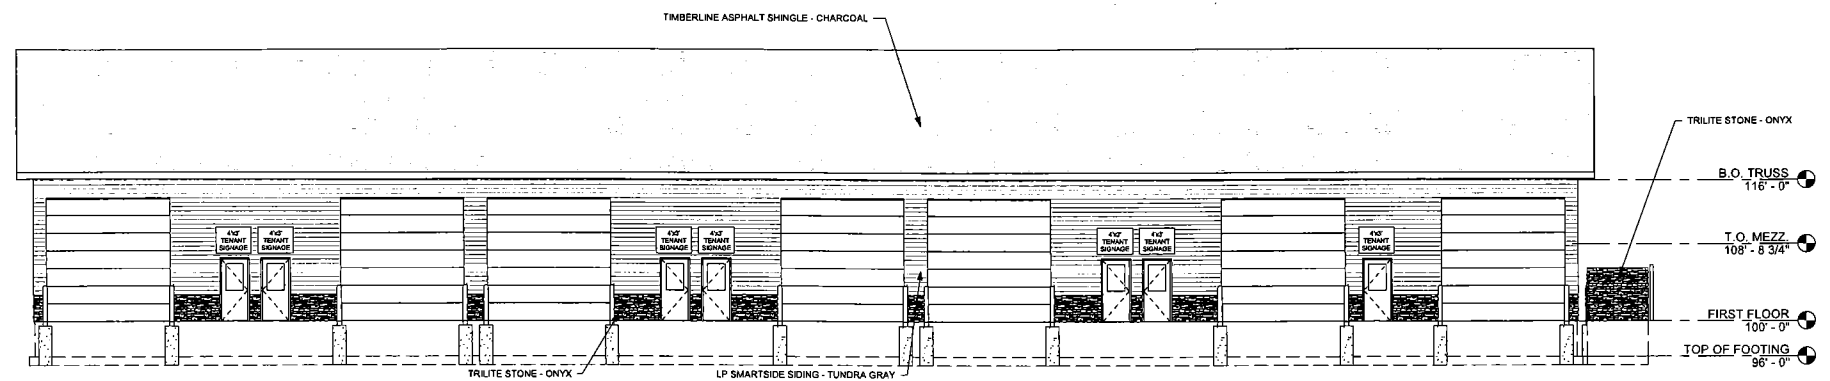 TIMBERLINE ASPHALT SHINGLE - CHARCOAL
TRILITE STONE - ONYX
B.O. TRUSS
116' - 0"
4'x3'
TENANT
SIGNAGE
4'x3'
TENANT
SIGNAGE
4'x3'
TENANT
SIGNAGE
4'x3'
TENANT
SIGNAGE
4'x3'
TENANT
SIGNAGE
4'x3'
TENANT
SIGNAGE
4'x3'
TENANT
SIGNAGE
T.O. MEZZ.
108' - 8 3/4"
FIRST FLOOR
100' - 0"
TOP OF FOOTING
96' - 0"
TRILITE STONE - ONYX
LP SMARTSIDE SIDING - TUNDRA GRAY